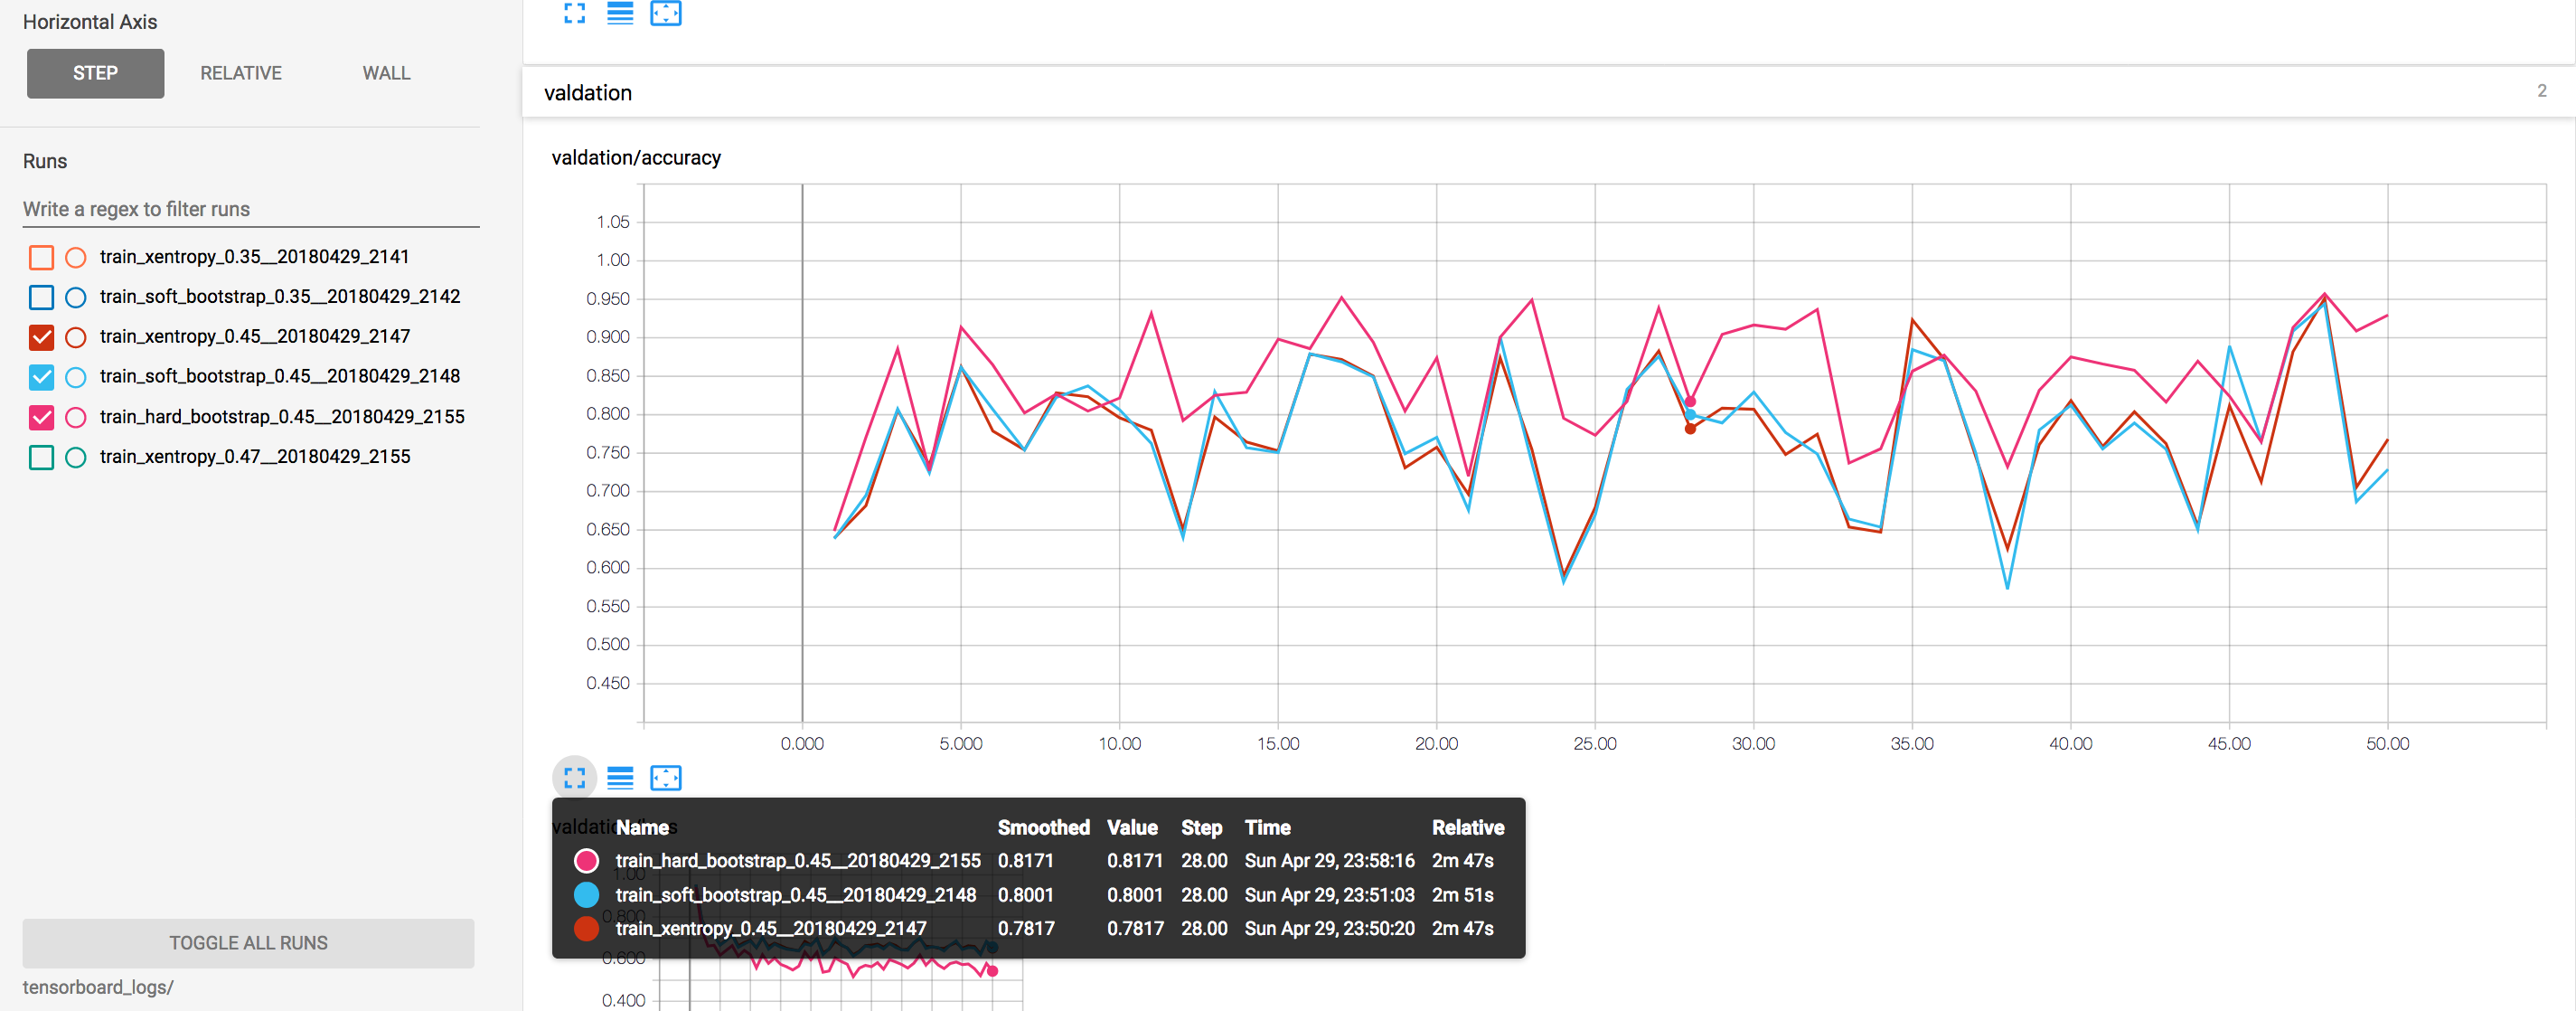 Horizontal Axis
STEP RELATIVE WALL
Runs
Write a regex to filter runs
train_xentropy_0.35__20180429_2141
train_soft_bootstrap_0.35__20180429_2142
train_xentropy_0.45__20180429_2147
train_soft_bootstrap_0.45__20180429_2148
train_hard_bootstrap_0.45__20180429_2155
train_xentropy_0.47__20180429_2155
TOGGLE ALL RUNS
tensorboard_logs/
valdation 2
valdation/accuracy
1.05
1.00
0.950
0.900
0.850
0.800
0.750
0.700
0.650
0.600
0.550
0.500
0.450
0.000 5.000 10.00 15.00 20.00 25.00 30.00 35.00 40.00 45.00 50.00
Name Smoothed Value Step Time Relative
train_hard_bootstrap_0.45__20180429_2155 0.8171 0.8171 28.00 Sun Apr 29, 23:58:16 2m 47s
train_soft_bootstrap_0.45__20180429_2148 0.8001 0.8001 28.00 Sun Apr 29, 23:51:03 2m 51s
train_xentropy_0.45__20180429_2147 0.7817 0.7817 28.00 Sun Apr 29, 23:50:20 2m 47s
1.00
0.800
0.600
0.400